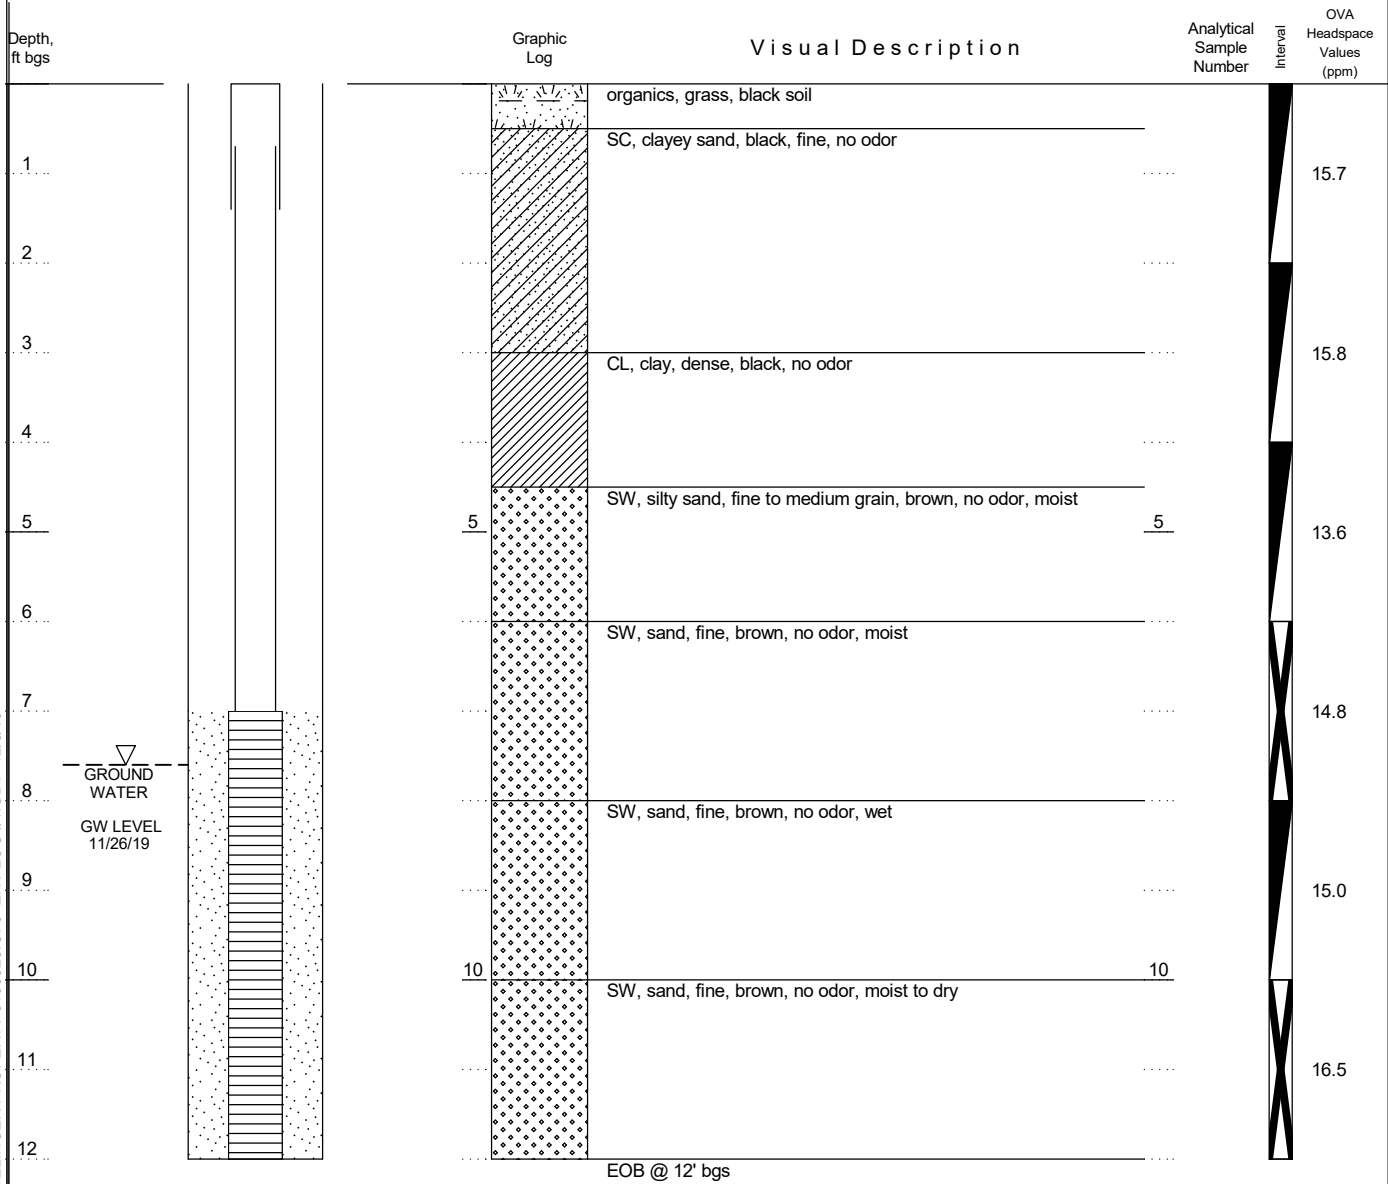 Depth,
ft bgs
Graphic
Log
Visual Description
Analytical
Sample
Number
Interval
OVA
Headspace
Values
(ppm)
organics, grass, black soil
SC, clayey sand, black, fine, no odor
1
15.7
2
3
15.8
CL, clay, dense, black, no odor
4
SW, silty sand, fine to medium grain, brown, no odor, moist
5
5
5
13.6
6
SW, sand, fine, brown, no odor, moist
7
14.8
GROUND
WATER
8
SW, sand, fine, brown, no odor, wet
GW LEVEL
11/26/19
9
15.0
10
10
10
SW, sand, fine, brown, no odor, moist to dry
11
16.5
12
EOB @ 12' bgs